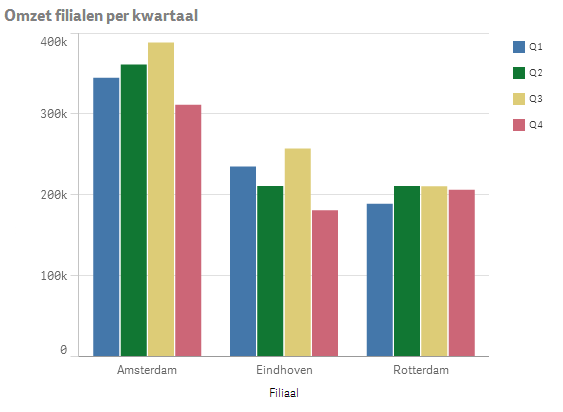 Omzet filialen per kwartaal
400k
300k
200k
100k
0
Amsterdam
Eindhoven
Rotterdam
Filiaal
Q1
Q2
Q3
Q4